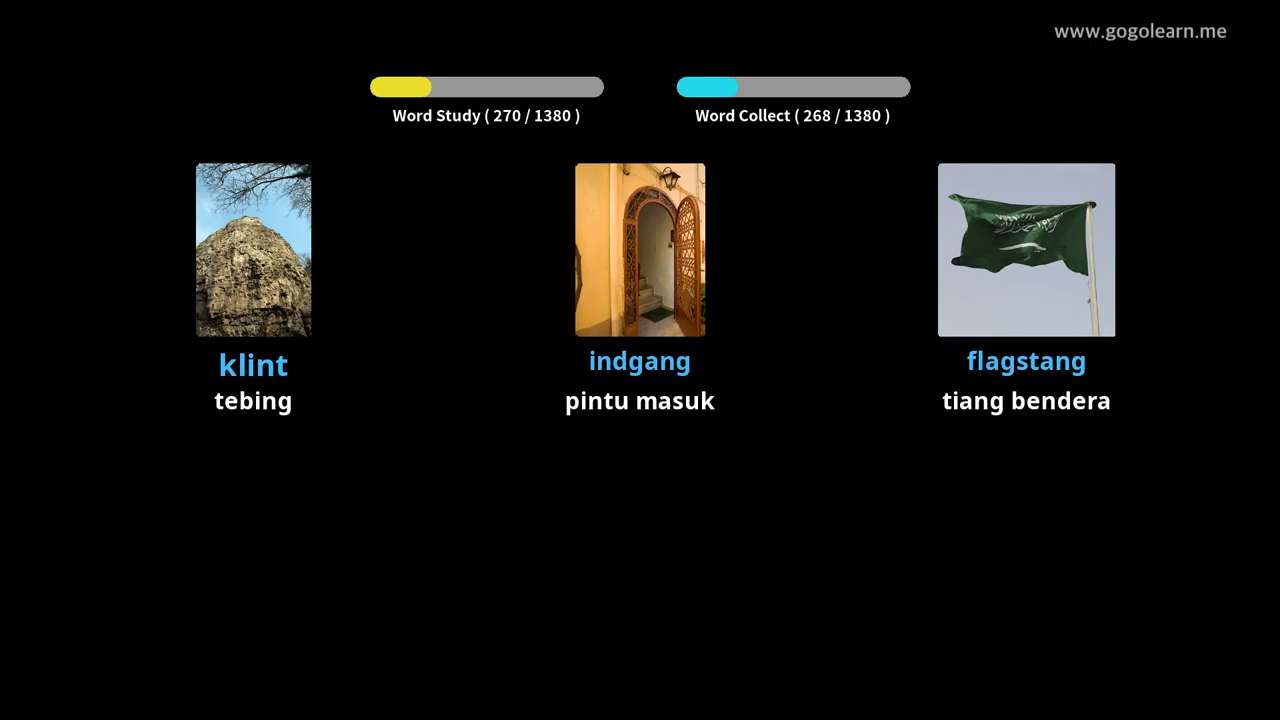 www.gogolearn.me
Word Study ( 270 / 1380 )
Word Collect ( 268 / 1380 )
klint
tebing
indgang
pintu masuk
flagstang
tiang bendera